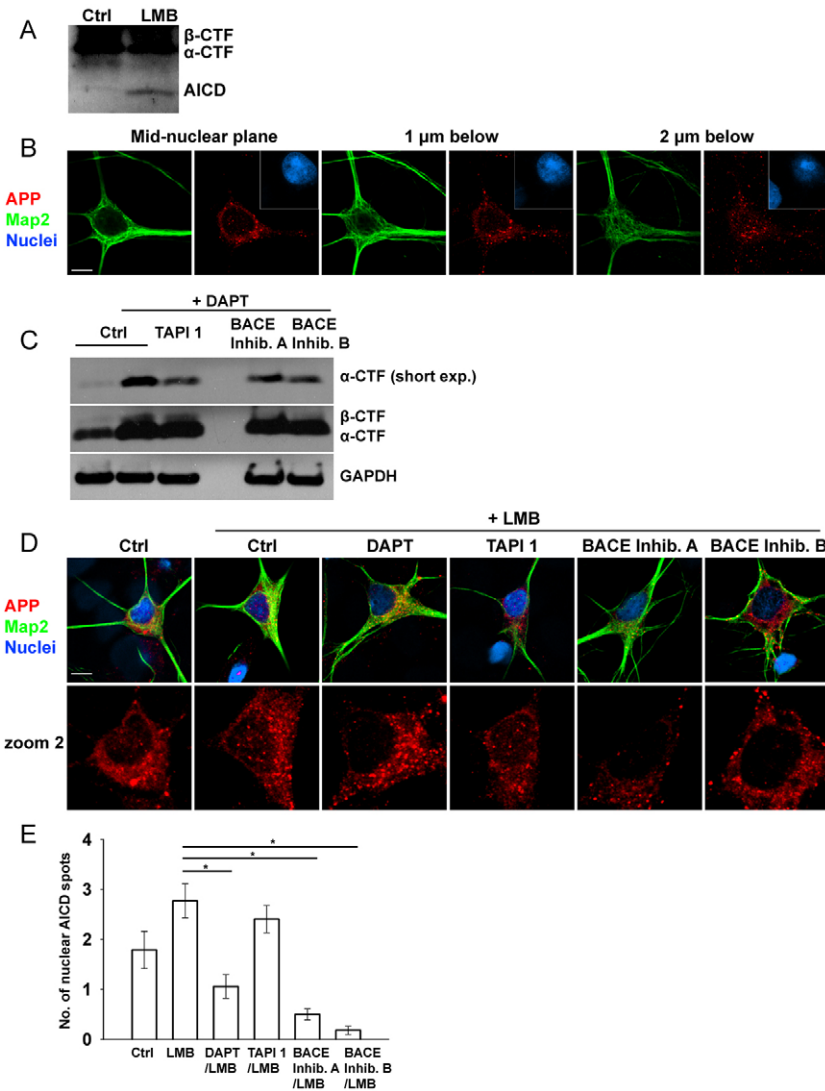 A
Ctrl LMB
β-CTF
α-CTF
AICD
B
Mid-nuclear plane 1 µm below 2 µm below
APP
Map2
Nuclei
C
+ DAPT
Ctrl TAPI 1 BACE BACE
Inhib. A Inhib. B
α-CTF (short exp.)
β-CTF
α-CTF
GAPDH
D
+ LMB
Ctrl Ctrl DAPT TAPI 1 BACE Inhib. A BACE Inhib. B
APP
Map2
Nuclei
zoom 2
E
No. of nuclear AICD spots
4
3
2
1
0
* 
*
*
Ctrl LMB DAPT TAPI 1 BACE BACE
/LMB /LMB Inhib. A Inhib. B
/LMB /LMB